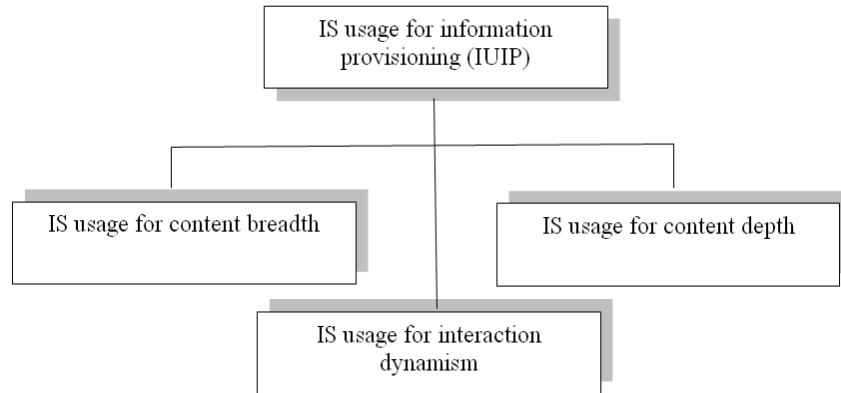 IS usage for information
provisioning (IUIP)
IS usage for content breadth
IS usage for content depth
IS usage for interaction
dynamism